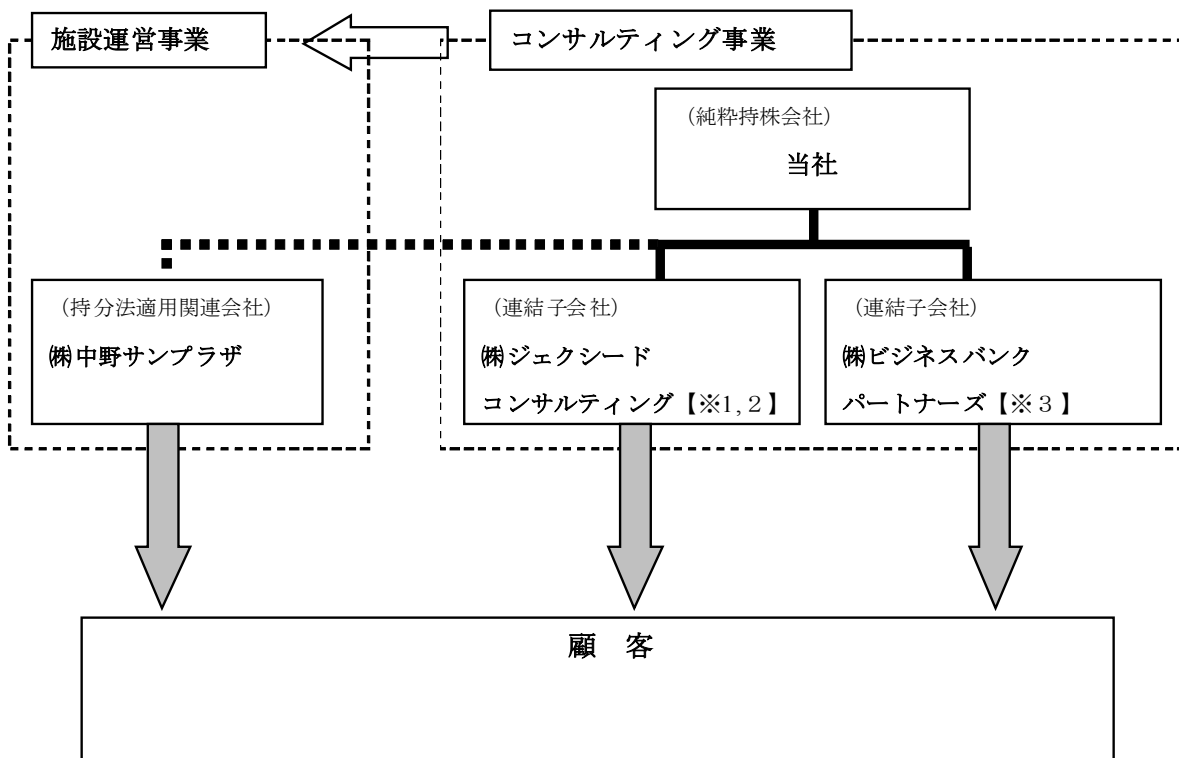 施設運営事業
コンサルティング事業
（純粋持株会社）
当社
（持分法適用関連会社）
㈱中野サンプラザ
（連結子会社）
㈱ジェクシード
コンサルティング【※1,2】
（連結子会社）
㈱ビジネスバンク
パートナーズ【※３】
顧　客